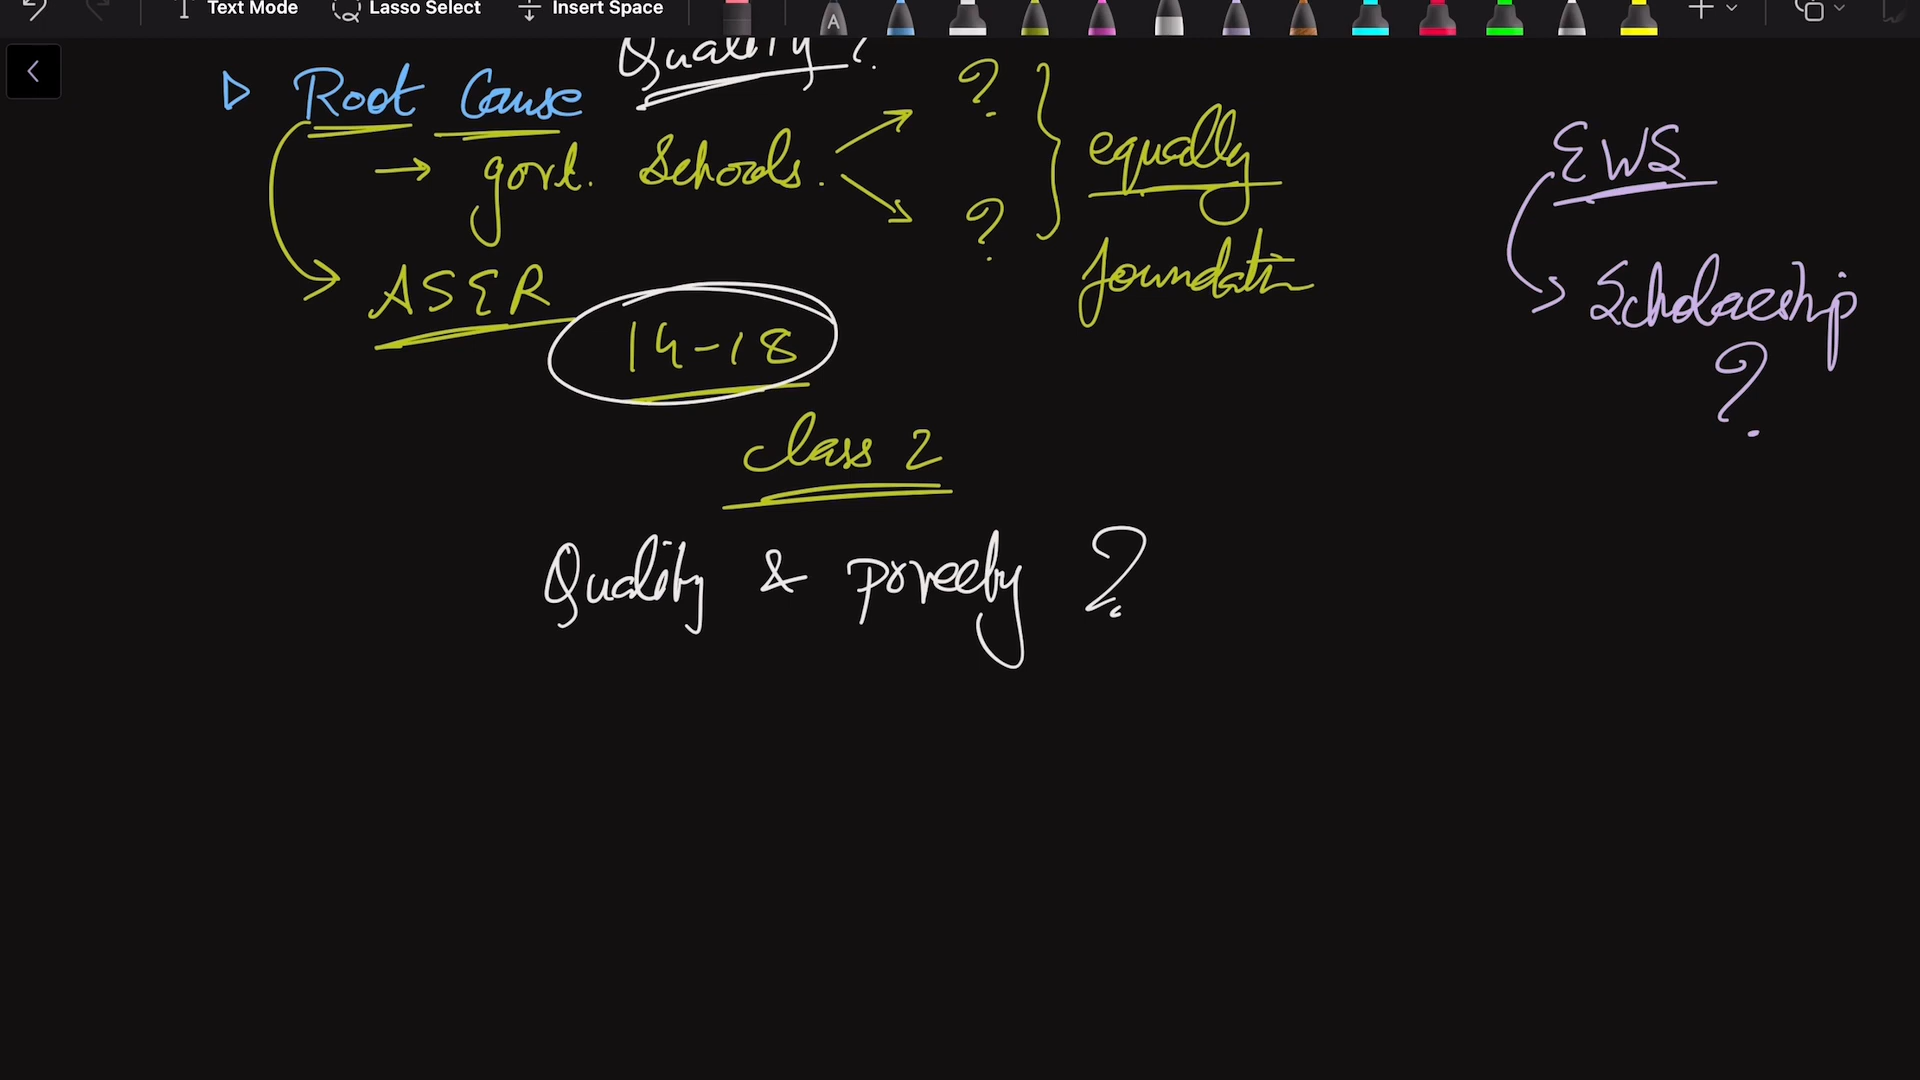 Text Mode Lasso Select Insert Space
Quality ?
▷ Root Cause
→ govt. Schools. ? ? } equally foundation
ASER
14-18
Class 2
Quality & poverty ?
EWS
Scholarship
?